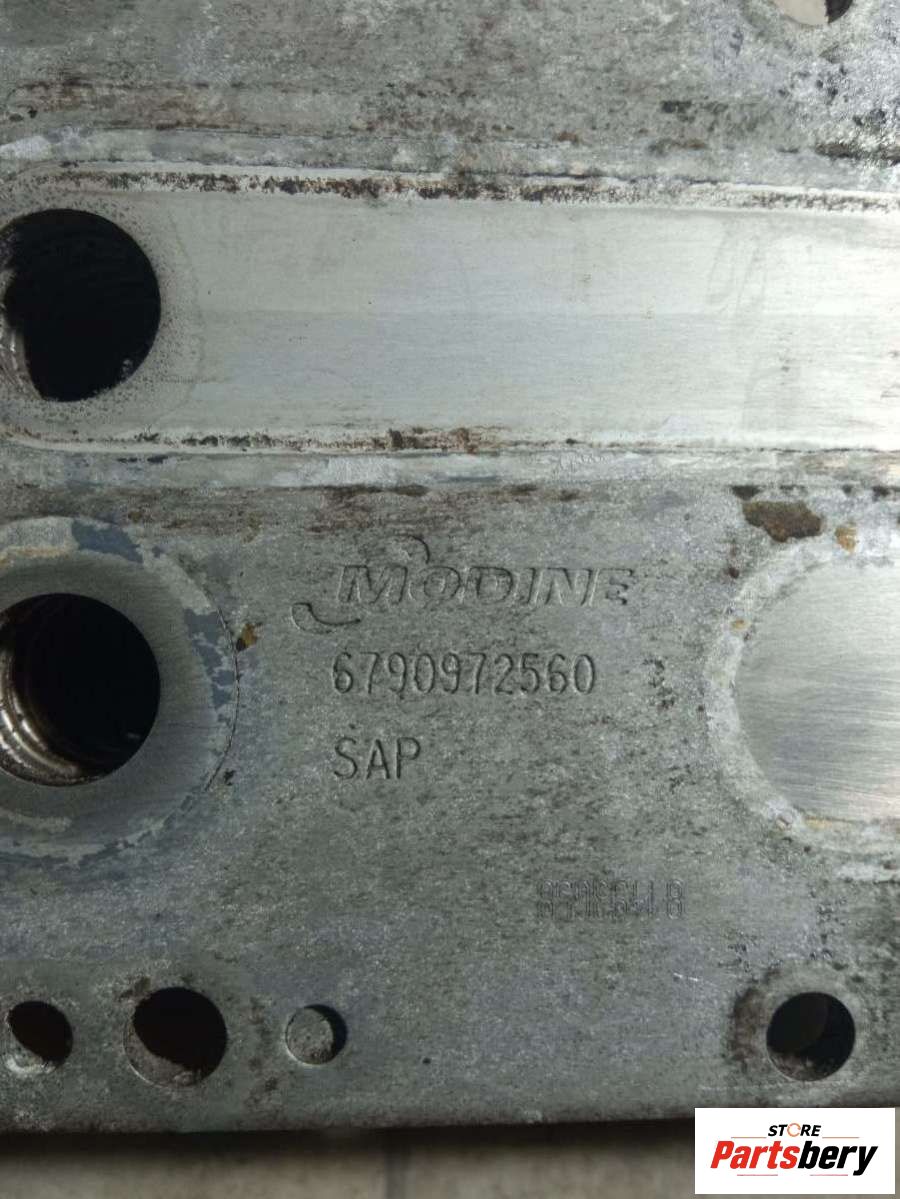 MODINE
6790972560
SAP
STORE
Partsbery